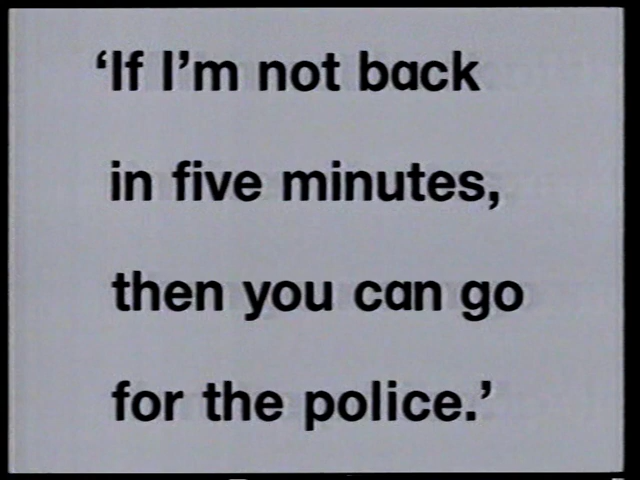 ‘If I’m not back
in five minutes,
then you can go
for the police.’